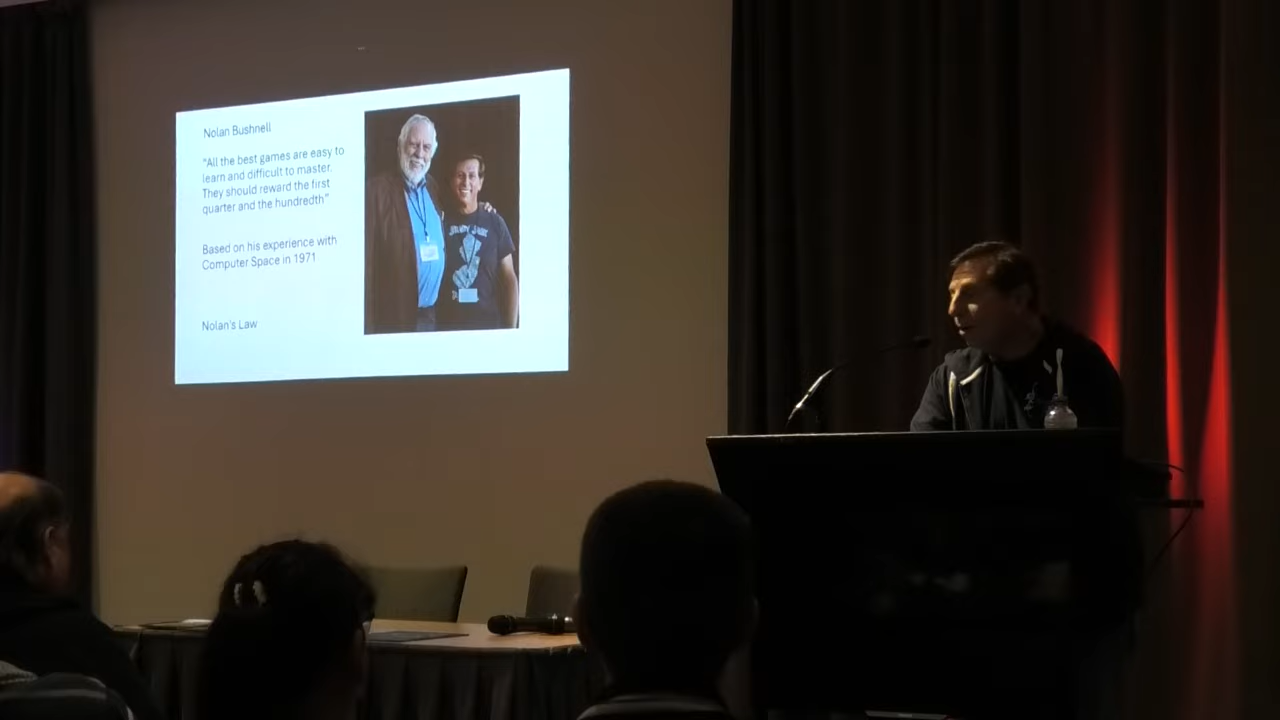 Nolan Bushnell
“All the best games are easy to
learn and difficult to master.
They should reward the first
quarter and the hundredth”
Based on his experience with
Computer Space in 1971
Nolan's Law